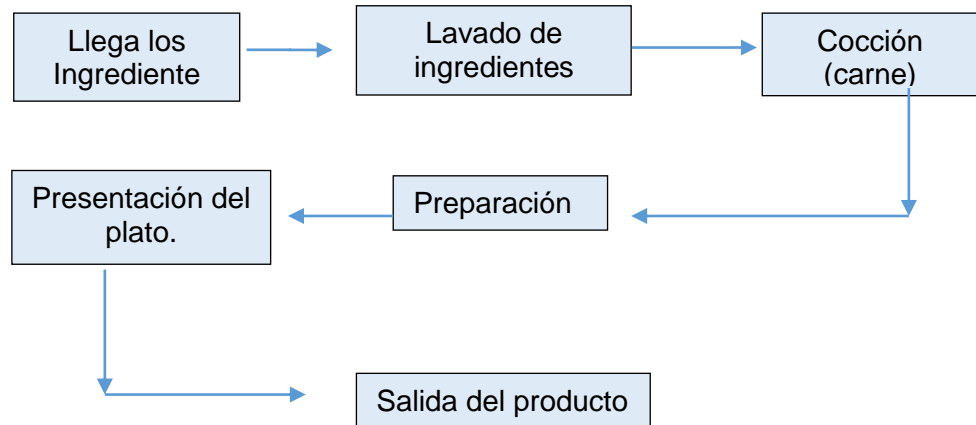 Llega los
Ingrediente
Lavado de
ingredientes
Cocción
(carne)
Presentación del
plato.
Preparación
Salida del producto